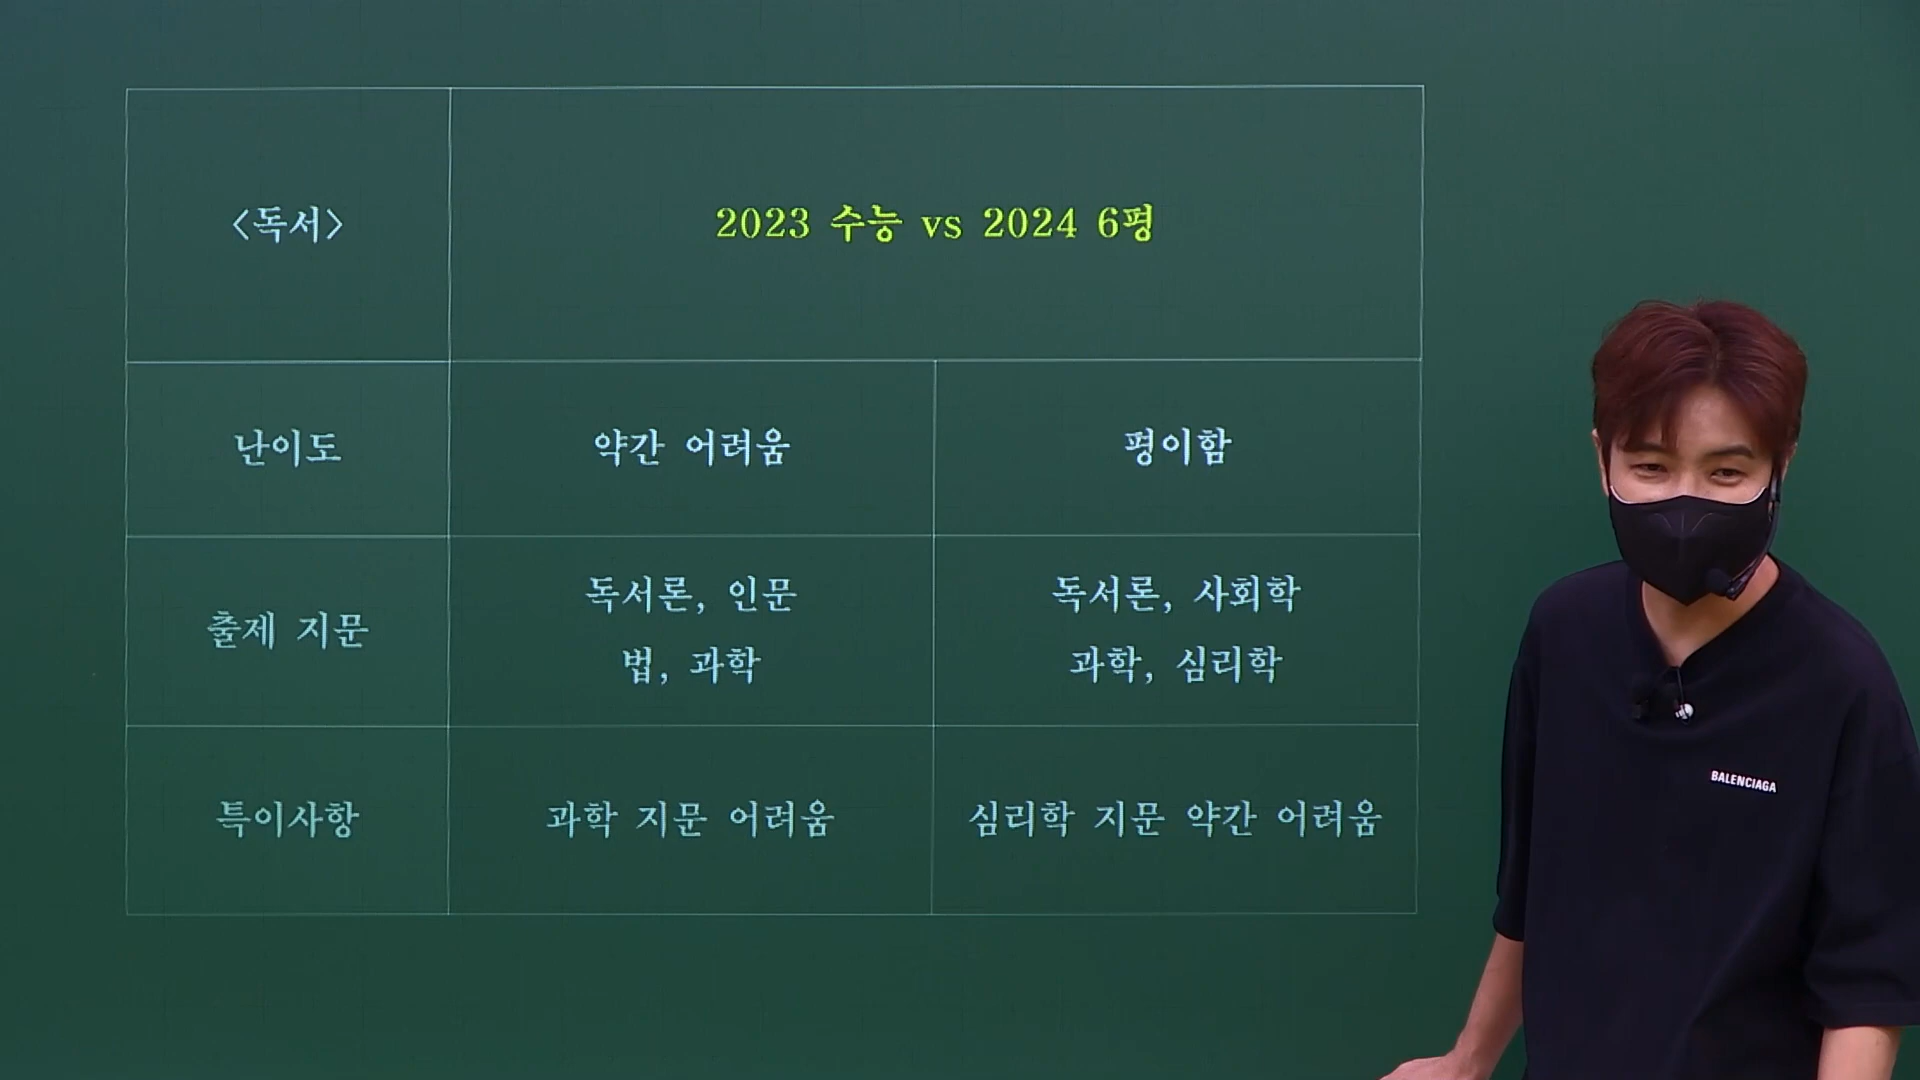 <독서>
2023 수능 vs 2024 6평
난이도
약간 어려움
평이함
출제 지문
독서론, 인문
법, 과학
독서론, 사회학
과학, 심리학
특이사항
과학 지문 어려움
심리학 지문 약간 어려움
BALENCIAGA